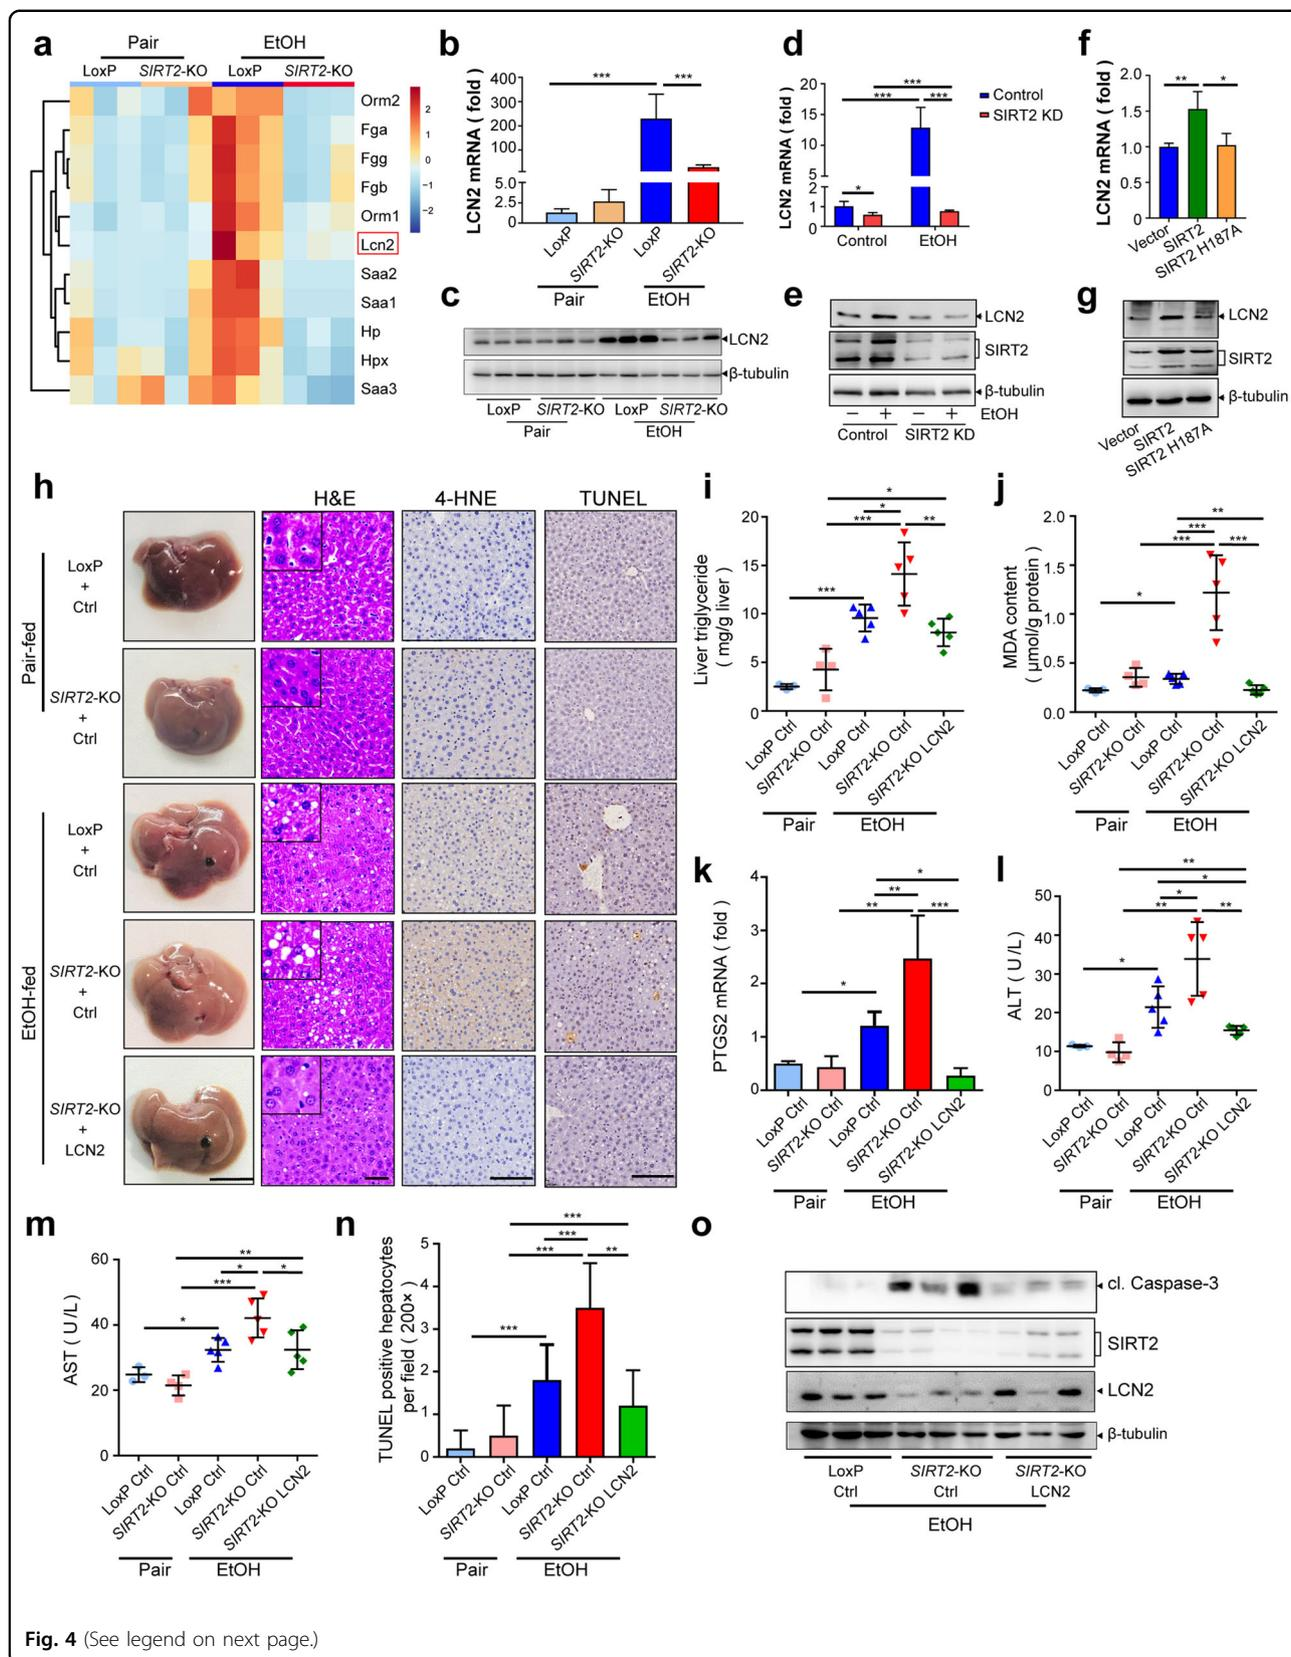 a
Pair
EtOH
LoxP
SIRT2-KO
LoxP
SIRT2-KO
Orm2
Fga
Fgg
Fgb
Orm1
Lcn2
Saa2
Saa1
Hp
Hpx
Saa3
2
1
0
−1
−2
b
LCN2 mRNA ( fold )
400
300
200
100
5.0
2.5
0
***
***
LoxP
SIRT2-KO
LoxP
SIRT2-KO
Pair
EtOH
c
LCN2
β-tubulin
LoxP
SIRT2-KO
LoxP
SIRT2-KO
Pair
EtOH
d
LCN2 mRNA ( fold )
20
15
10
5
2
1
0
***
***
***
*
Control
SIRT2 KD
Control
EtOH
e
LCN2
SIRT2
β-tubulin
− + − + EtOH
Control
SIRT2 KD
f
LCN2 mRNA ( fold )
2.0
1.5
1.0
0.5
0
**
*
Vector
SIRT2
SIRT2 H187A
g
LCN2
SIRT2
β-tubulin
Vector
SIRT2
SIRT2 H187A
h
H&E
4-HNE
TUNEL
Pair-fed
LoxP
+
Ctrl
SIRT2-KO
+
Ctrl
EtOH-fed
LoxP
+
Ctrl
SIRT2-KO
+
Ctrl
SIRT2-KO
+
LCN2
i
Liver triglyceride
( mg/g liver )
20
15
10
5
0
*
*
***
**
***
LoxP Ctrl
SIRT2-KO Ctrl
LoxP Ctrl
SIRT2-KO Ctrl
SIRT2-KO LCN2
Pair
EtOH
j
MDA content
( μmol/g protein )
2.0
1.5
1.0
0.5
0.0
**
***
***
***
*
LoxP Ctrl
SIRT2-KO Ctrl
LoxP Ctrl
SIRT2-KO Ctrl
SIRT2-KO LCN2
Pair
EtOH
k
PTGS2 mRNA ( fold )
4
3
2
1
0
*
**
**
***
*
LoxP Ctrl
SIRT2-KO Ctrl
LoxP Ctrl
SIRT2-KO Ctrl
SIRT2-KO LCN2
Pair
EtOH
l
ALT ( U /L )
50
40
30
20
10
0
**
*
*
**
**
*
LoxP Ctrl
SIRT2-KO Ctrl
LoxP Ctrl
SIRT2-KO Ctrl
SIRT2-KO LCN2
Pair
EtOH
m
AST ( U /L )
60
40
20
0
**
*
*
***
*
LoxP Ctrl
SIRT2-KO Ctrl
LoxP Ctrl
SIRT2-KO Ctrl
SIRT2-KO LCN2
Pair
EtOH
n
TUNEL positive hepatocytes
per field ( 200× )
5
4
3
2
1
0
***
***
***
**
***
LoxP Ctrl
SIRT2-KO Ctrl
LoxP Ctrl
SIRT2-KO Ctrl
SIRT2-KO LCN2
Pair
EtOH
o
cl. Caspase-3
SIRT2
LCN2
β-tubulin
LoxP
Ctrl
SIRT2-KO
Ctrl
SIRT2-KO
LCN2
EtOH
Fig. 4 (See legend on next page.)